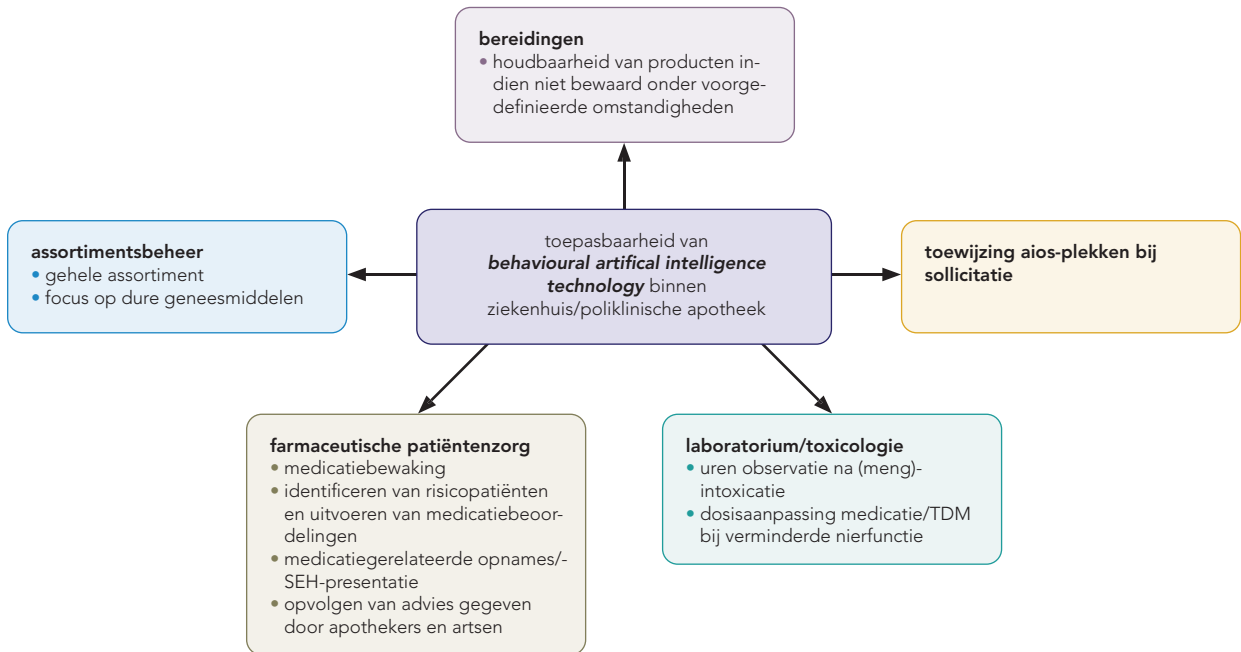 bereidingen
• houdbaarheid van producten in-
dien niet bewaard onder voorge-
definieerde omstandigheden
assortimentsbeheer
• gehele assortiment
• focus op dure geneesmiddelen
toepasbaarheid van
behavioural artifical intelligence
technology binnen
ziekenhuis/poliklinische apotheek
toewijzing aios-plekken bij
sollicitatie
farmaceutische patiëntenzorg
• medicatiebewaking
• identificeren van risicopatiënten
en uitvoeren van medicatiebeoor-
delingen
• medicatiegerelateerde opnames/-
SEH-presentatie
• opvolgen van advies gegeven
door apothekers en artsen
laboratorium/toxicologie
• uren observatie na (meng)-
intoxicatie
• dosisaanpassing medicatie/TDM
bij verminderde nierfunctie